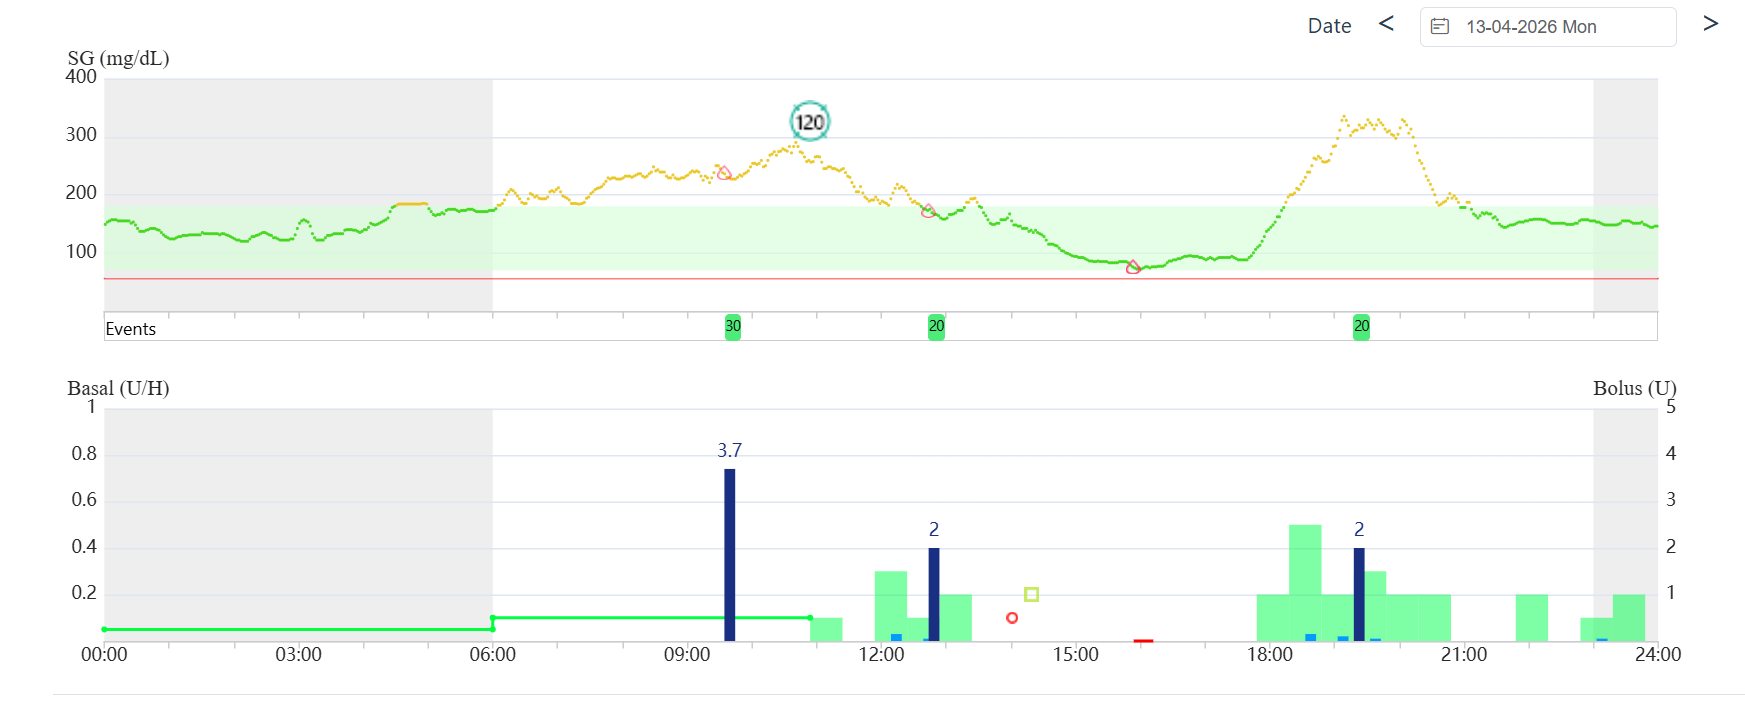 Date < 13-04-2026 Mon >
SG (mg/dL)
400
300
120
200
100
Events 30 20 20
Basal (U/H) Bolus (U)
1 5
0.8 3.7 4
0.6 3
0.4 2 2 2
0.2 1
00:00 03:00 06:00 09:00 12:00 15:00 18:00 21:00 24:00